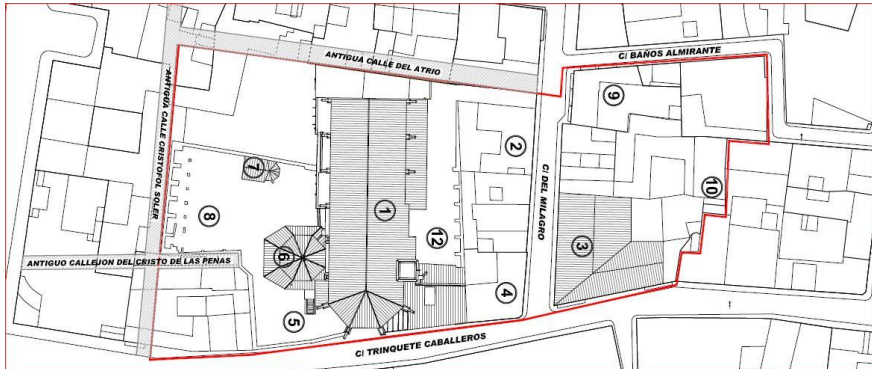 C/ BAÑOS ALMIRANTE
ANTIGUA CALLE DEL ATRIO
ANTIGUA CALLE CRISTOFOL SOLER
9
2
7
C/ DEL MILAGRO
10
8
1
12
3
6
ANTIGUO CALLEJON DEL CRISTO DE LAS PEÑAS
4
5
C/ TRINQUETE CABALLEROS